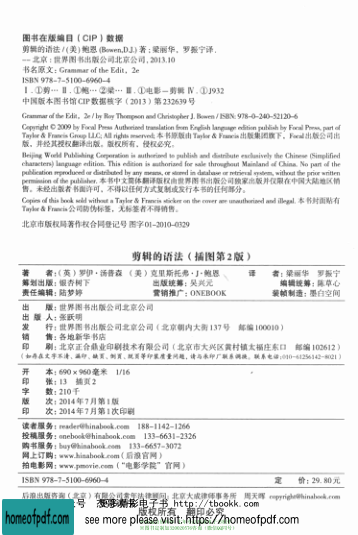 图书在版编目（CIP）数据
剪辑的语法 / (美) 鲍恩 (Bowen,D.J.) 著；梁丽华，罗振宁译.
— 北京：世界图书出版公司北京公司, 2013.10
书名原文：Grammar of the Edit，2e
ISBN 978-7-5100-6960-4
Ⅰ.①剪… Ⅱ.①鲍… ②梁… Ⅲ.①电影—剪辑 Ⅳ.①J932
中国版本图书馆CIP数据核字（2013）第232639号
Grammar of the Edit，2e / by Roy Thompson and Christopher J. Bowen / ISBN: 978-0-240-52120-6
Copyright © 2009 by Focal Press Authorized translation from English language edition published by Focal Press, part of
Taylor & Francis Group LLC; All rights reserved; 本书原版由Taylor & Francis出版集团旗下，Focal出版公司出
版，并经其授权翻译出版。版权所有，侵权必究。
Beijing World Publishing Corporation is authorized to publish and distribute exclusively the Chinese (Simplified
characters) language edition. This edition is authorized for sale throughout Mainland of China. No part of the
publication reproduced or distributed by any means, or stored in database or retrieval system, without the prior written
permission of the publisher. 本书中文简体翻译版权由世界图书出版公司独家出版并仅限在中国大陆地区销
售。未经出版者书面许可，不得以任何方式复制或发行本书的任何部分。
Copies of this book sold without a Taylor & Francis sticker on the cover are unauthorized and illegal. 本书封面贴有
Taylor & Francis公司防伪标签，无标签者不得销售。
北京市版权局著作权合同登记号 图字01-2010-0329
剪辑的语法（插图第2版）
著 者：（英）罗伊·汤普森 （美）克里斯托弗·J·鲍恩 译 者：梁丽华 罗振宁
筹划出版：银杏树下 出版统筹：吴兴元 编辑统筹：陈草心
责任编辑：陆梦婷 营销推广：ONEBOOK 装帧制造：墨白空间
出 版：世界图书出版公司北京公司
出 版 人：张跃明
发 行：世界图书出版公司北京公司（北京朝内大街137号 邮编100010）
销 售：各地新华书店
印 刷：北京正合鼎业印刷技术有限公司（北京市大兴区黄村镇太福庄东口 邮编102612）
（如存在文字不清、漏印、缺页、倒页、脱页等印装质量问题，请与承印厂联系调换。联系电话:010-61256142-8021）
开 本：690×960毫米 1/16
印 张：13 插页2
字 数：210千
版 次：2014年7月第1版
印 次：2014年7月第1次印刷
读者服务：reader@hinabook.com 188-1142-1266
投稿服务：onebook@hinabook.com 133-6631-2326
购书服务：buy@hinabook.com 133-6657-3072
网上订购：www.hinabook.com（后浪官网）
拍电影网：www.pmovie.com（“电影学院”官网）
ISBN 978-7-5100-6960-4 定 价：29.80元
后浪出版咨询（北京）有限公司常年法律顾问：北京大成律师事务所 周天晖 copyright@hinabook.com
电子书 http://tbookk.com
版权所有 翻印必究
homeofpdf.com
see more please visit: https://homeofpdf.com
homeofpdf.com